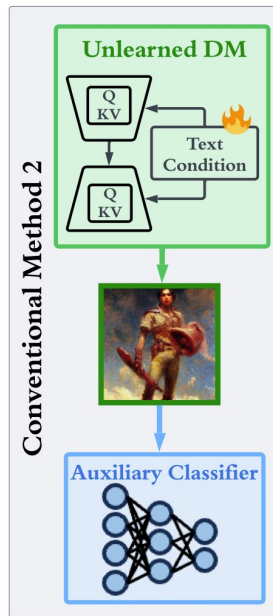 Conventional Method 2
Unlearned DM
Q
KV
Text
Condition
Q
KV
Auxiliary Classifier